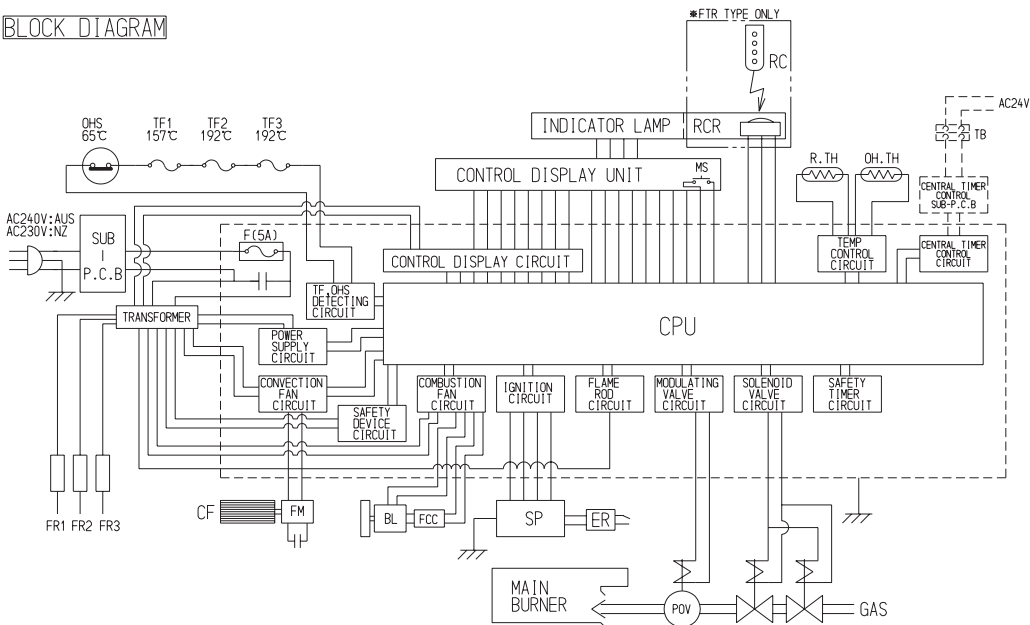 BLOCK DIAGRAM
※FTR TYPE ONLY
RC
AC24V
TB
OHS
65℃
TF1
157℃
TF2
192℃
TF3
192℃
INDICATOR LAMP
RCR
CONTROL DISPLAY UNIT
MS
R.TH
OH.TH
CENTRAL TIMER
CONTROL
SUB-P.C.B
AC240V:AUS
AC230V:NZ
SUB
-
P.C.B
F(5A)
CONTROL DISPLAY CIRCUIT
TEMP
CONTROL
CIRCUIT
CENTRAL TIMER
CONTROL
CIRCUIT
TF,OHS
DETECTING
CIRCUIT
TRANSFORMER
CPU
POWER
SUPPLY
CIRCUIT
CONVECTION
FAN
CIRCUIT
SAFETY
DEVICE
CIRCUIT
COMBUSTION
FAN
CIRCUIT
IGNITION
CIRCUIT
FLAME
ROD
CIRCUIT
MODULATING
VALVE
CIRCUIT
SOLENOID
VALVE
CIRCUIT
SAFETY
TIMER
CIRCUIT
FR1 FR2 FR3
CF
FM
BL
FCC
SP
ER
MAIN
BURNER
POV
GAS